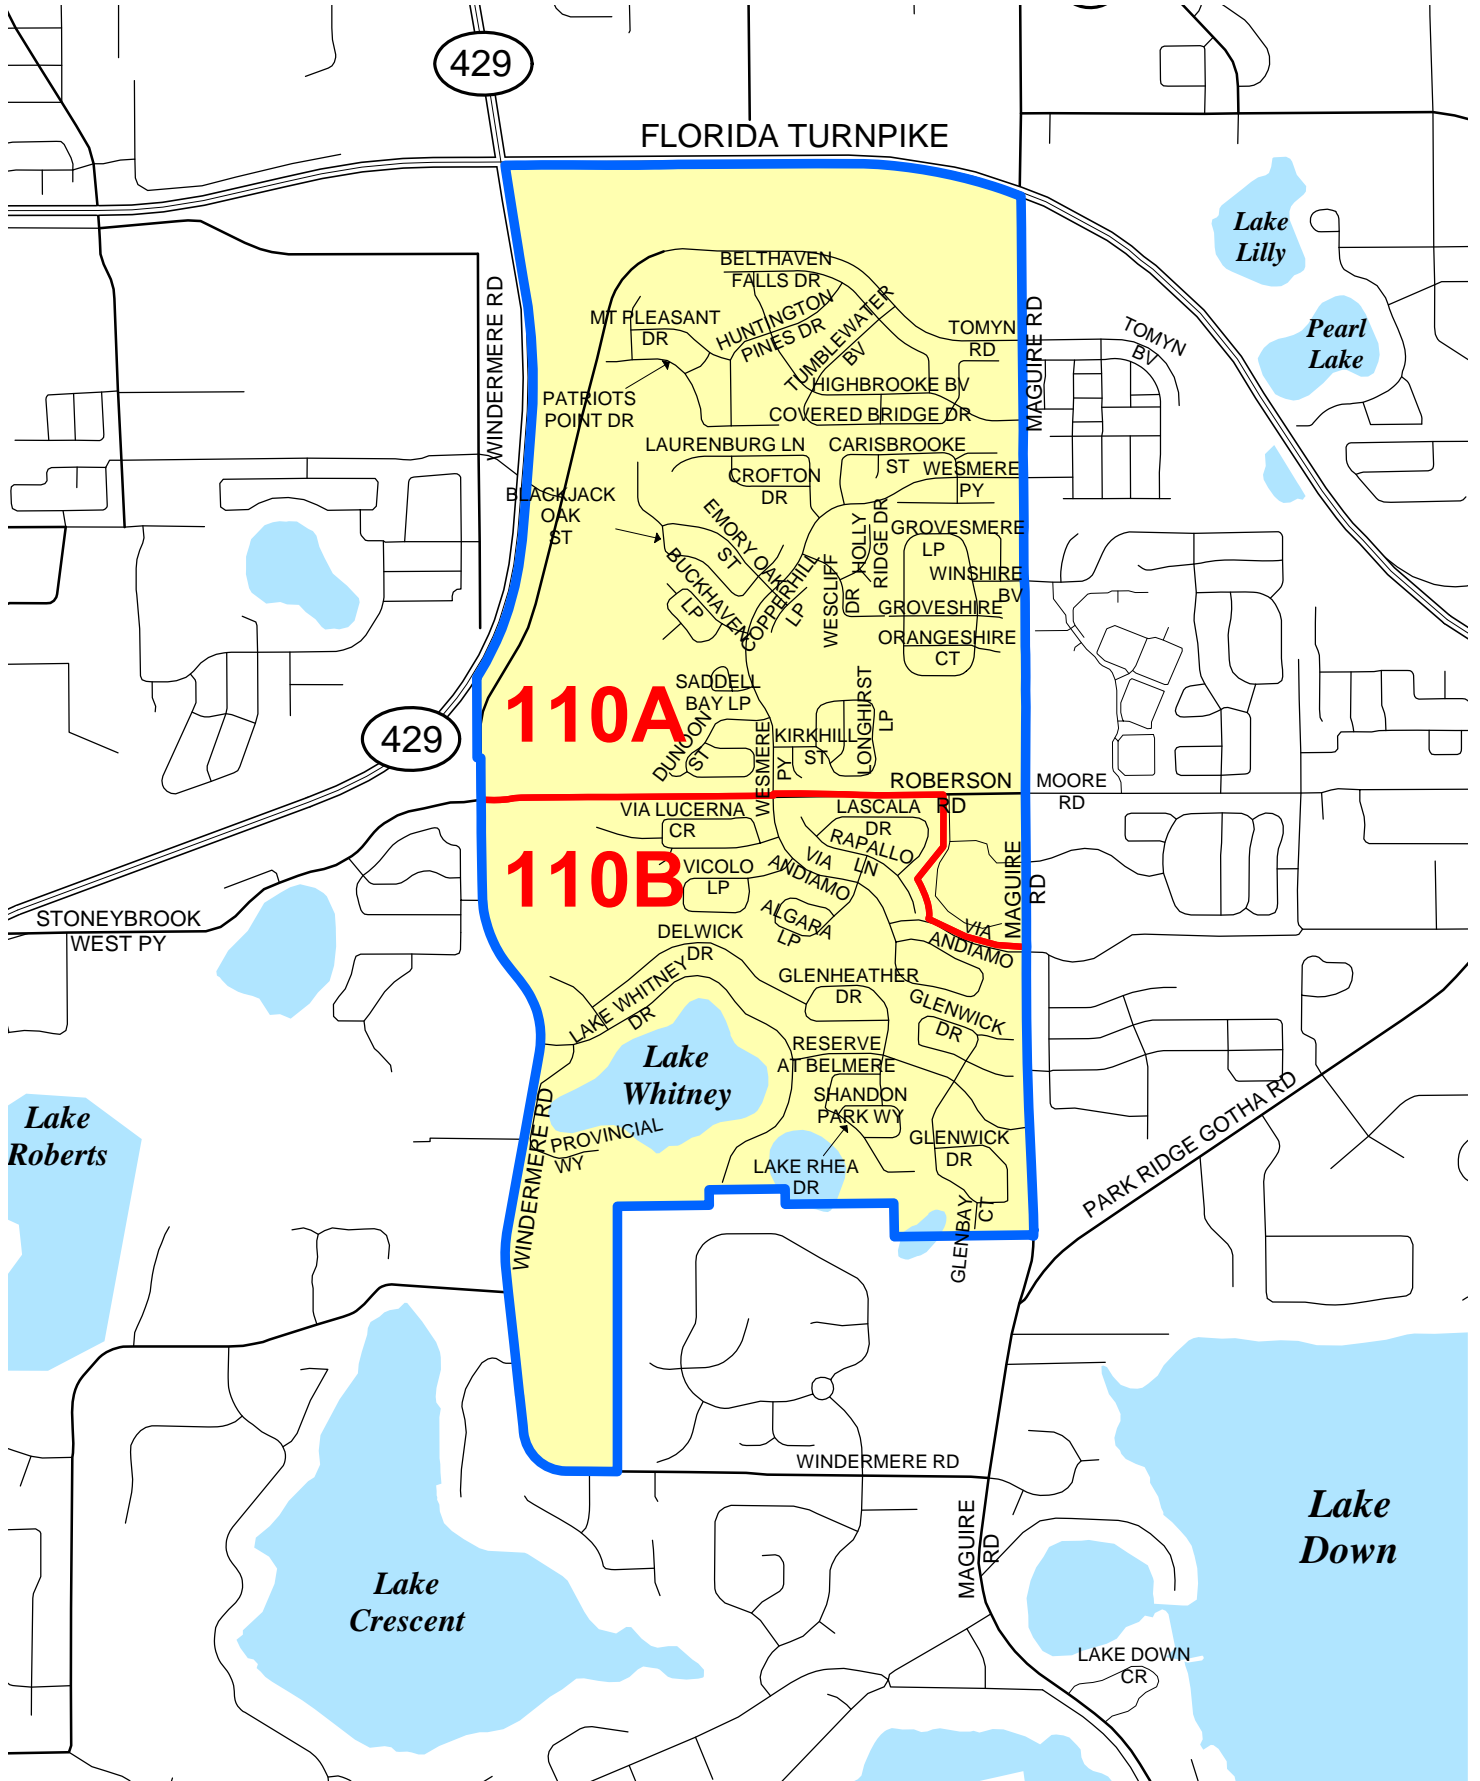 429
FLORIDA TURNPIKE
Lake
Lilly
BELTHAVEN
FALLS DR
WINDERMERE RD
MT PLEASANT
DR
HUNTINGTON
PINES DR
TUMBLEWATER
BV
TOMYN
RD
MAGUIRE RD
TOMYN
BV
Pearl
Lake
PATRIOTS
POINT DR
HIGHBROOKE BV
COVERED BRIDGE DR
LAURENBURG LN
CARISBROOKE
ST
CROFTON
DR
WESMERE
PY
BLACKJACK
OAK
ST
EMORY OAK
ST
HOLLY
RIDGE DR
GROVESMERE
LP
BUCKHAVEN
LP
COPPERHILL
LP
WESCLIFF
DR
WINSHIRE
BV
GROVESHIRE
ORANGESHIRE
CT
SADDELL
BAY LP
LONGHIRST
LP
110A
DUNOON
ST
WESMERE
PY
KIRKHILL
ST
429
ROBERSON
RD
MOORE
RD
VIA LUCERNA
CR
LASCALA
DR
RAPALLO
LN
110B
VICOLO
LP
VIA
ANDIAMO
MAGUIRE
RD
ALGARA
LP
STONEYBROOK
WEST PY
DELWICK
DR
VIA
ANDIAMO
LAKE WHITNEY
DR
GLENHEATHER
DR
GLENWICK
DR
Lake
Whitney
RESERVE
AT BELMERE
SHANDON
PARK WY
Lake
Roberts
WINDERMERE RD
PROVINCIAL
WY
GLENWICK
DR
LAKE RHEA
DR
PARK RIDGE GOTHA RD
GLENBAY
CT
WINDERMERE RD
MAGUIRE
RD
Lake
Down
Lake
Crescent
LAKE DOWN
CR